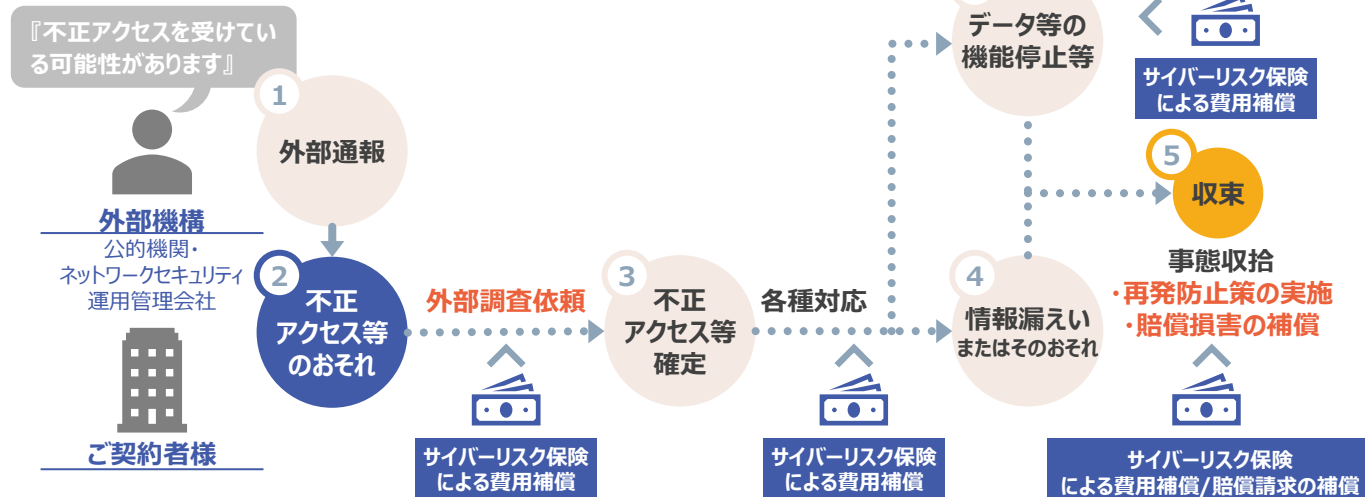 『不正アクセスを受けてい
る可能性があります』
1
外部通報
外部機構
公的機関・
ネットワークセキュリティ
運用管理会社
ご契約者様
2
不正
アクセス等
のおそれ
外部調査依頼
サイバーリスク保険
による費用補償
3
不正
アクセス等
確定
各種対応
サイバーリスク保険
による費用補償
データ等の
機能停止等
サイバーリスク保険
による費用補償
4
情報漏えい
またはそのおそれ
5
収束
事態収拾
・再発防止策の実施
・賠償損害の補償
サイバーリスク保険
による費用補償/賠償請求の補償